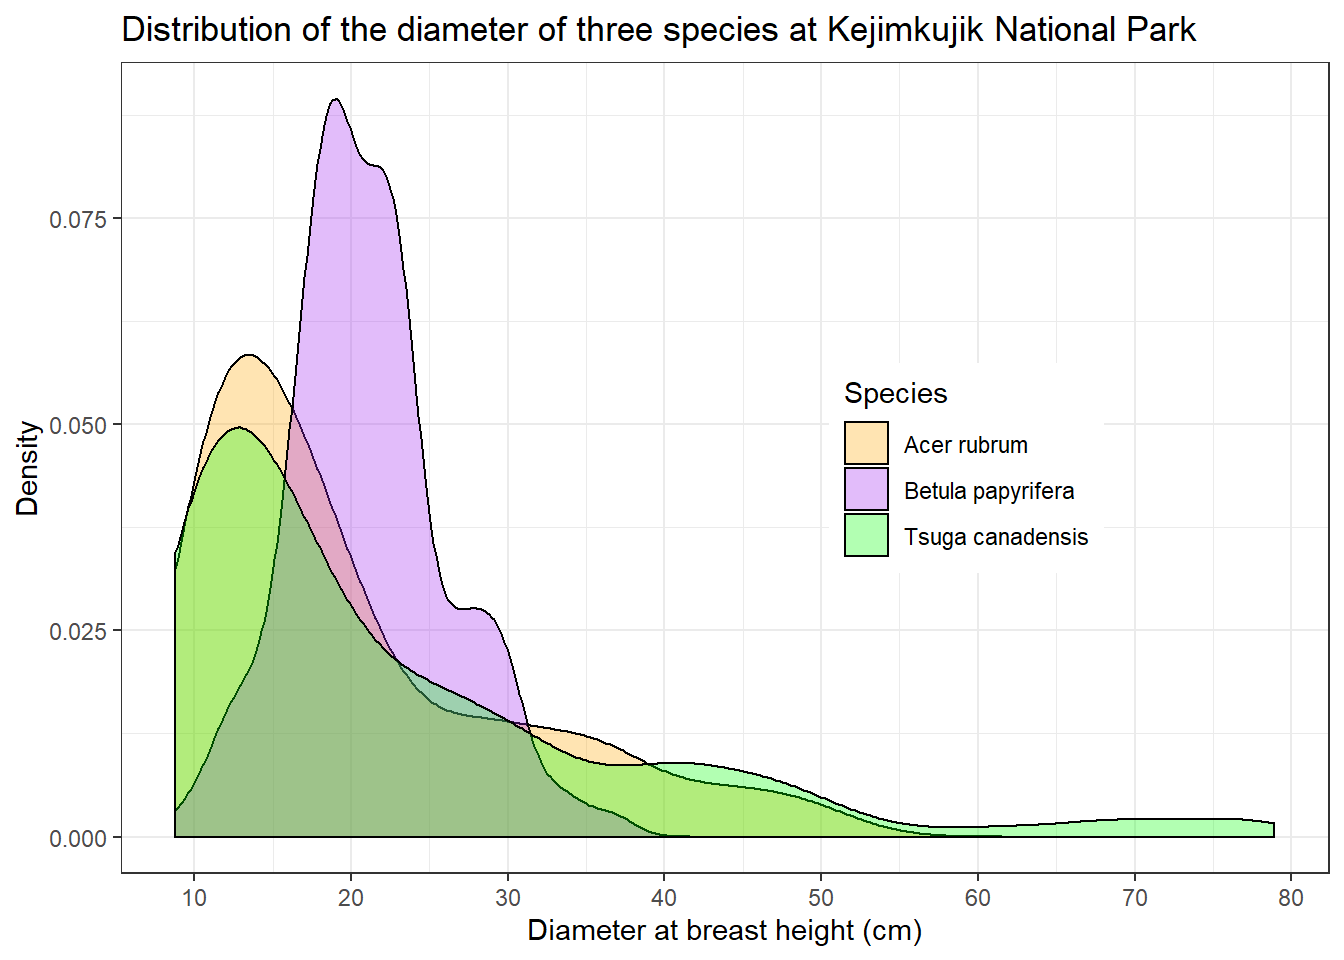 Distribution of the diameter of three species at Kejimkujik National Park
Density
0.075
0.050
0.025
0.000
Species
Acer rubrum
Betula papyrifera
Tsuga canadensis
10 20 30 40 50 60 70 80
Diameter at breast height (cm)